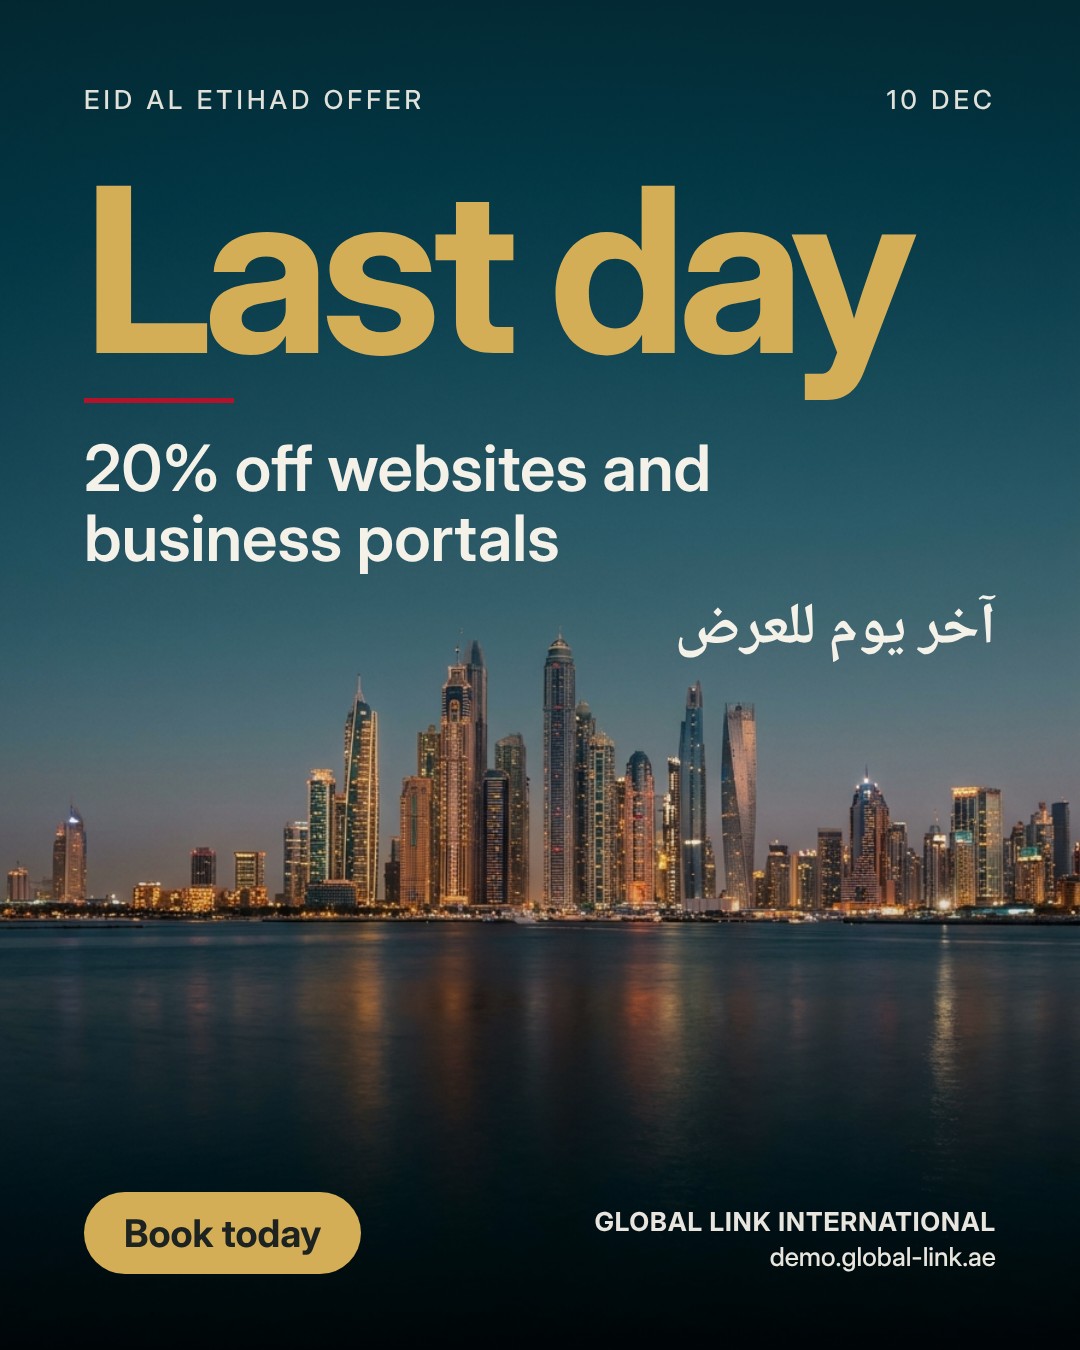 EID AL ETIHAD OFFER
10 DEC
Last day
20% off websites and
business portals
آخر يوم للعرض
Book today
GLOBAL LINK INTERNATIONAL
demo.global-link.ae